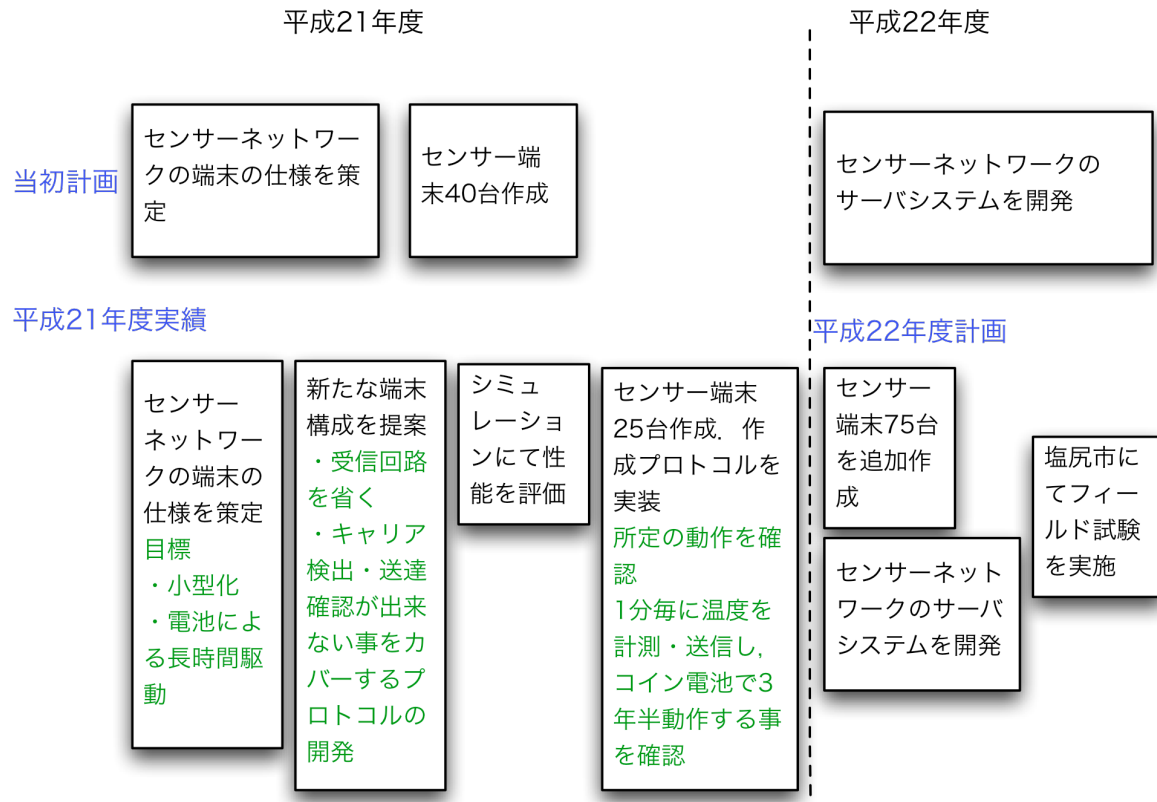 平成21年度
平成22年度
当初計画
センサーネットワー
クの端末の仕様を策
定
センサー端
末40台作成
センサーネットワークの
サーバシステムを開発
平成21年度実績
平成22年度計画
センサー
ネットワー
クの端末の
仕様を策定
目標
・小型化
・電池によ
る長時間駆
動
新たな端末
構成を提案
・受信回路
を省く
・キャリア
検出・送達
確認が出来
ない事をカ
バーするプ
ロトコルの
開発
シミュ
レーショ
ンにて性
能を評価
センサー端末
25台作成，作
成プロトコルを
実装
所定の動作を確
認
1分毎に温度を
計測・送信し，
コイン電池で3
年半動作する事
を確認
センサー
端末75台
を追加作
成
センサーネット
ワークのサーバ
システムを開発
塩尻市に
てフィー
ルド試験
を実施